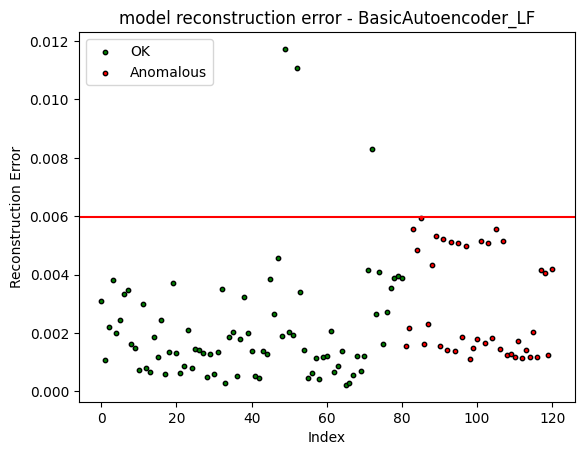 model reconstruction error - BasicAutoencoder_LF
OK
Anomalous
Reconstruction Error
0.012
0.010
0.008
0.006
0.004
0.002
0.000
0 20 40 60 80 100 120
Index